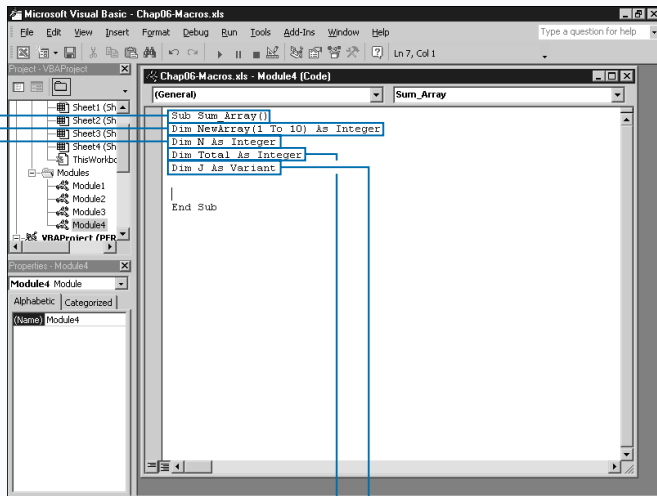 Microsoft Visual Basic - Chap06-Macros.xls
File Edit View Insert Format Debug Run Tools Add-Ins Window Help
Type a question for help
Ln 7, Col 1
Project - VBAProject
Sheet1 (Sh
Sheet2 (Sh
Sheet3 (Sh
Sheet4 (Sh
ThisWorkbo
Modules
Module1
Module2
Module3
Module4
VBAProject (PER
Properties - Module4
Module4 Module
Alphabetic Categorized
(Name) Module4
Chap06-Macros.xls - Module4 (Code)
(General) Sum_Array
Sub Sum_Array()
Dim NewArray(1 To 10) As Integer
Dim N As Integer
Dim Total As Integer
Dim J As Variant
End Sub